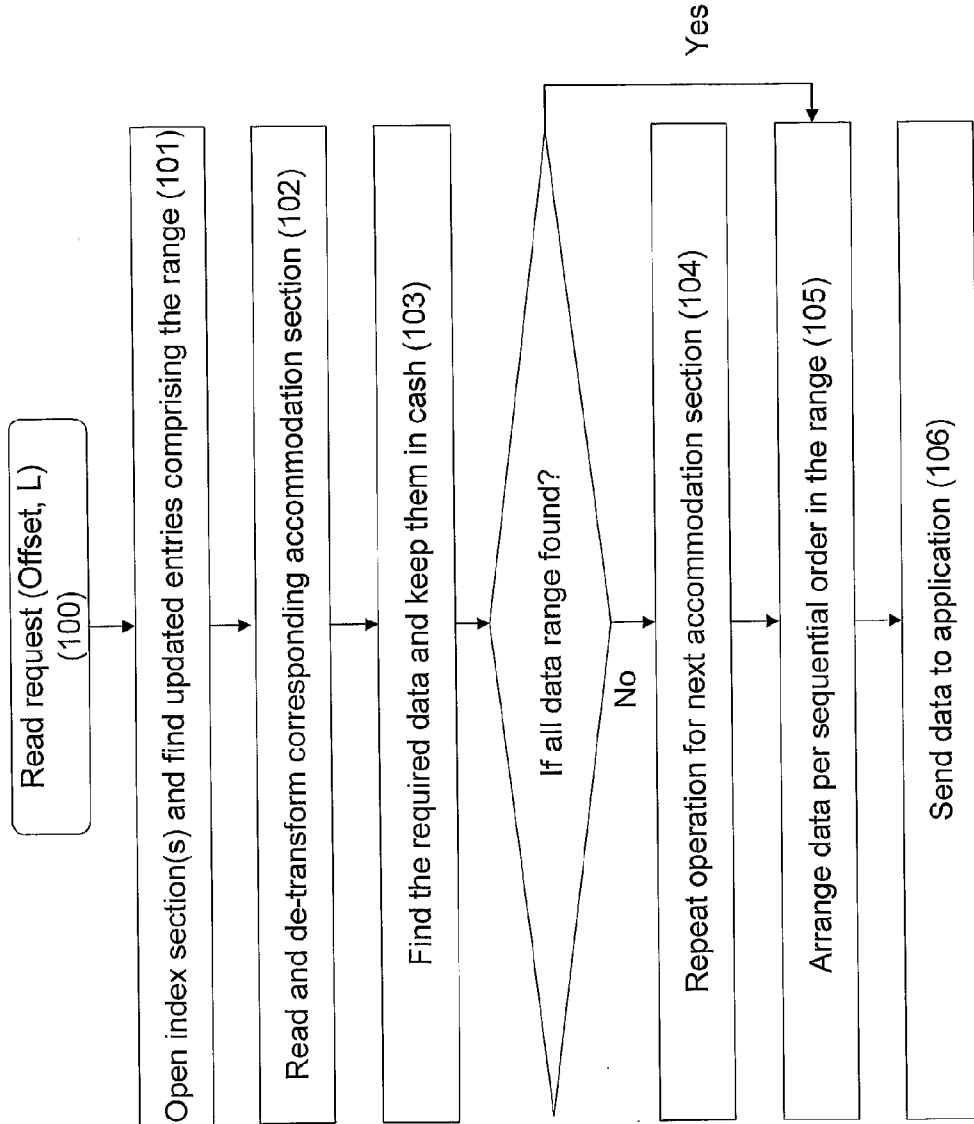 Read request (Offset, L)
(100)
Open index section(s) and find updated entries comprising the range (101)
Read and de-transform corresponding accommodation section (102)
Find the required data and keep them in cash (103)
If all data range found?
Yes
No
Repeat operation for next accommodation section (104)
Arrange data per sequential order in the range (105)
Send data to application (106)